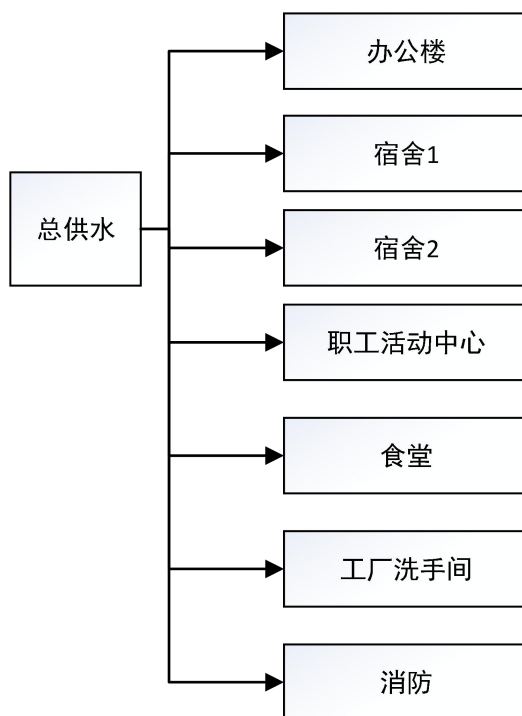 办公楼
宿舍1
总供水
宿舍2
职工活动中心
食堂
工厂洗手间
消防